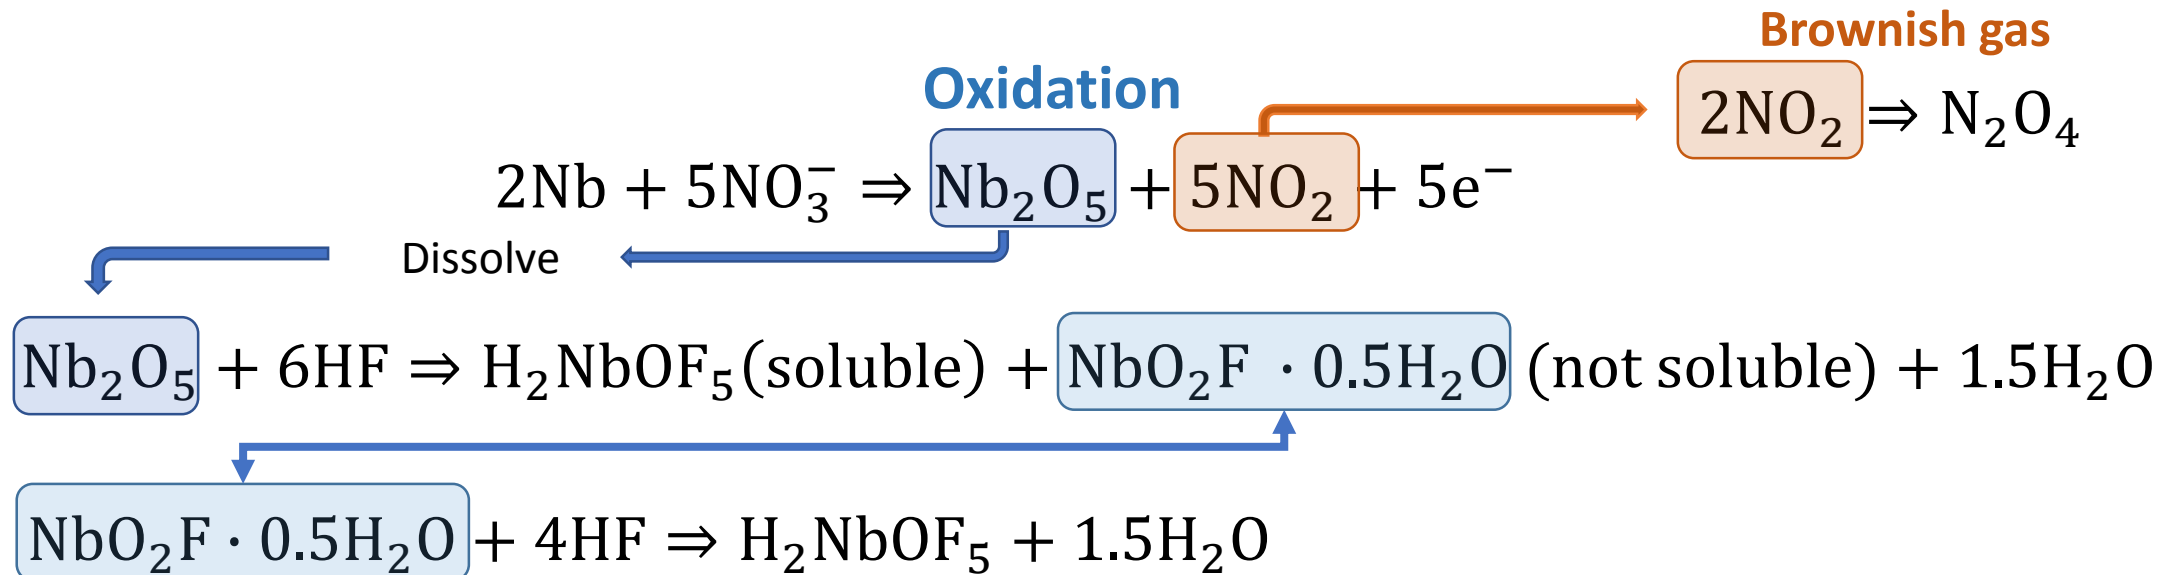 Brownish gas
Oxidation
2NO₂ ⇒ N₂O₄
2Nb + 5NO₃⁻ ⇒ Nb₂O₅ + 5NO₂ + 5e⁻
Dissolve
Nb₂O₅ + 6HF ⇒ H₂NbOF₅(soluble) + NbO₂F · 0.5H₂O (not soluble) + 1.5H₂O
NbO₂F · 0.5H₂O + 4HF ⇒ H₂NbOF₅ + 1.5H₂O